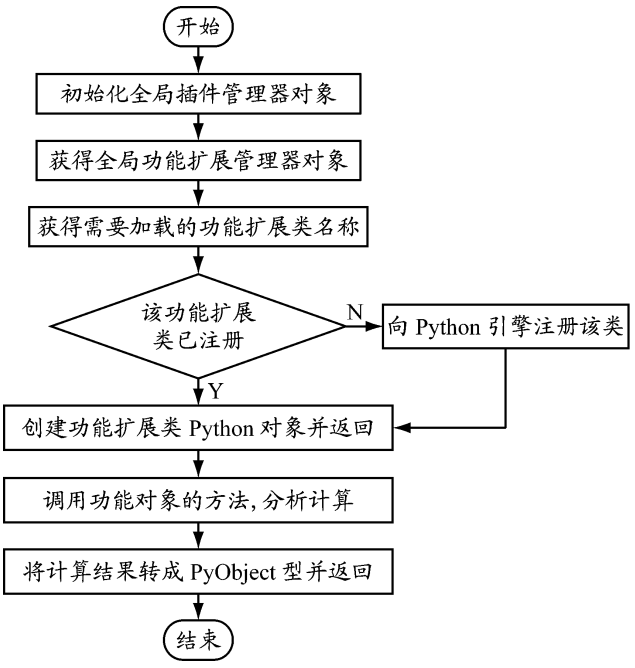 开始
初始化全局插件管理器对象
获得全局功能扩展管理器对象
获得需要加载的功能扩展类名称
该功能扩展
类已注册
N
向 Python 引擎注册该类
Y
创建功能扩展类 Python 对象并返回
调用功能对象的方法,分析计算
将计算结果转成 PyObject 型并返回
结束